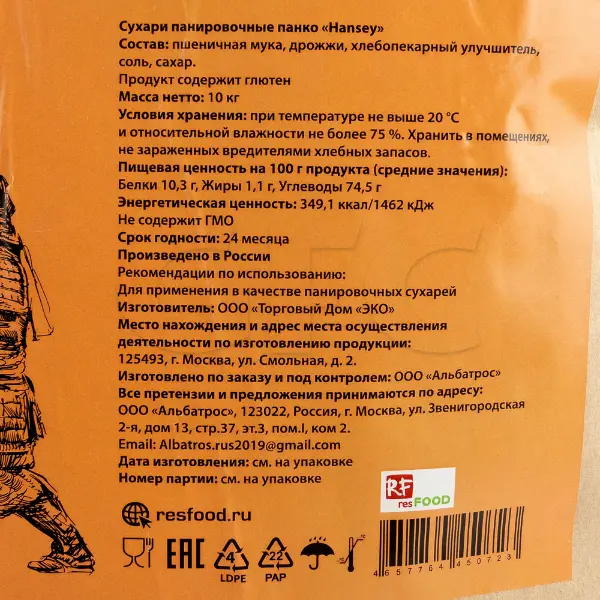 Сухари панировочные панко «Hansey»
Состав: пшеничная мука, дрожжи, хлебопекарный улучшитель,
соль, сахар.
Продукт содержит глютен
Масса нетто: 10 кг
Условия хранения: при температуре не выше 20 °С
и относительной влажности не более 75 %. Хранить в помещениях,
не зараженных вредителями хлебных запасов.
Пищевая ценность на 100 г продукта (средние значения):
Белки 10,3 г, Жиры 1,1 г, Углеводы 74,5 г
Энергетическая ценность: 349,1 ккал/1462 кДж
Не содержит ГМО
Срок годности: 24 месяца
Произведено в России
Рекомендации по использованию:
Для применения в качестве панировочных сухарей
Изготовитель: ООО «Торговый Дом «ЭКО»
Место нахождения и адрес места осуществления
деятельности по изготовлению продукции:
125493, г. Москва, ул. Смольная, д. 2.
Изготовлено по заказу и под контролем: ООО «Альбатрос»
Все претензии и предложения принимаются по адресу:
ООО «Альбатрос», 123022, Россия, г. Москва, ул. Звенигородская
2-я, дом 13, стр.37, эт.3, пом.I, ком 2.
Email: Albatros.rus2019@gmail.com
Дата изготовления: см. на упаковке
Номер партии: см. на упаковке
RF
resFOOD
resfood.ru
EAC
4
LDPE
22
PAP
4657764450723